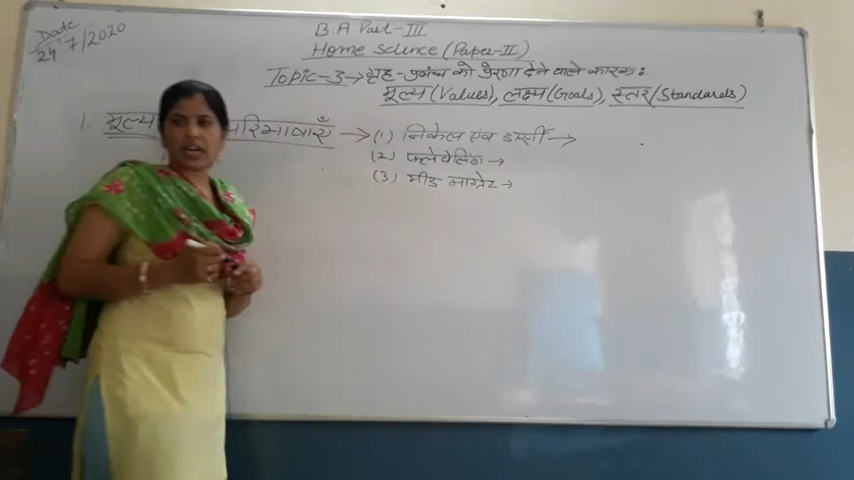 Date
24/7/2020
B.A Part-III
Home Science (Paper-II)
Topic-3→ गृह-प्रबंध को प्रेरणा देने वाले कारक:
मूल्य (Values), लक्ष्य (Goals), स्तर (Standards)
1. मूल्य परिभाषाएँ → (1) निकेल एवं डार्सी →
(2) →
(3) →